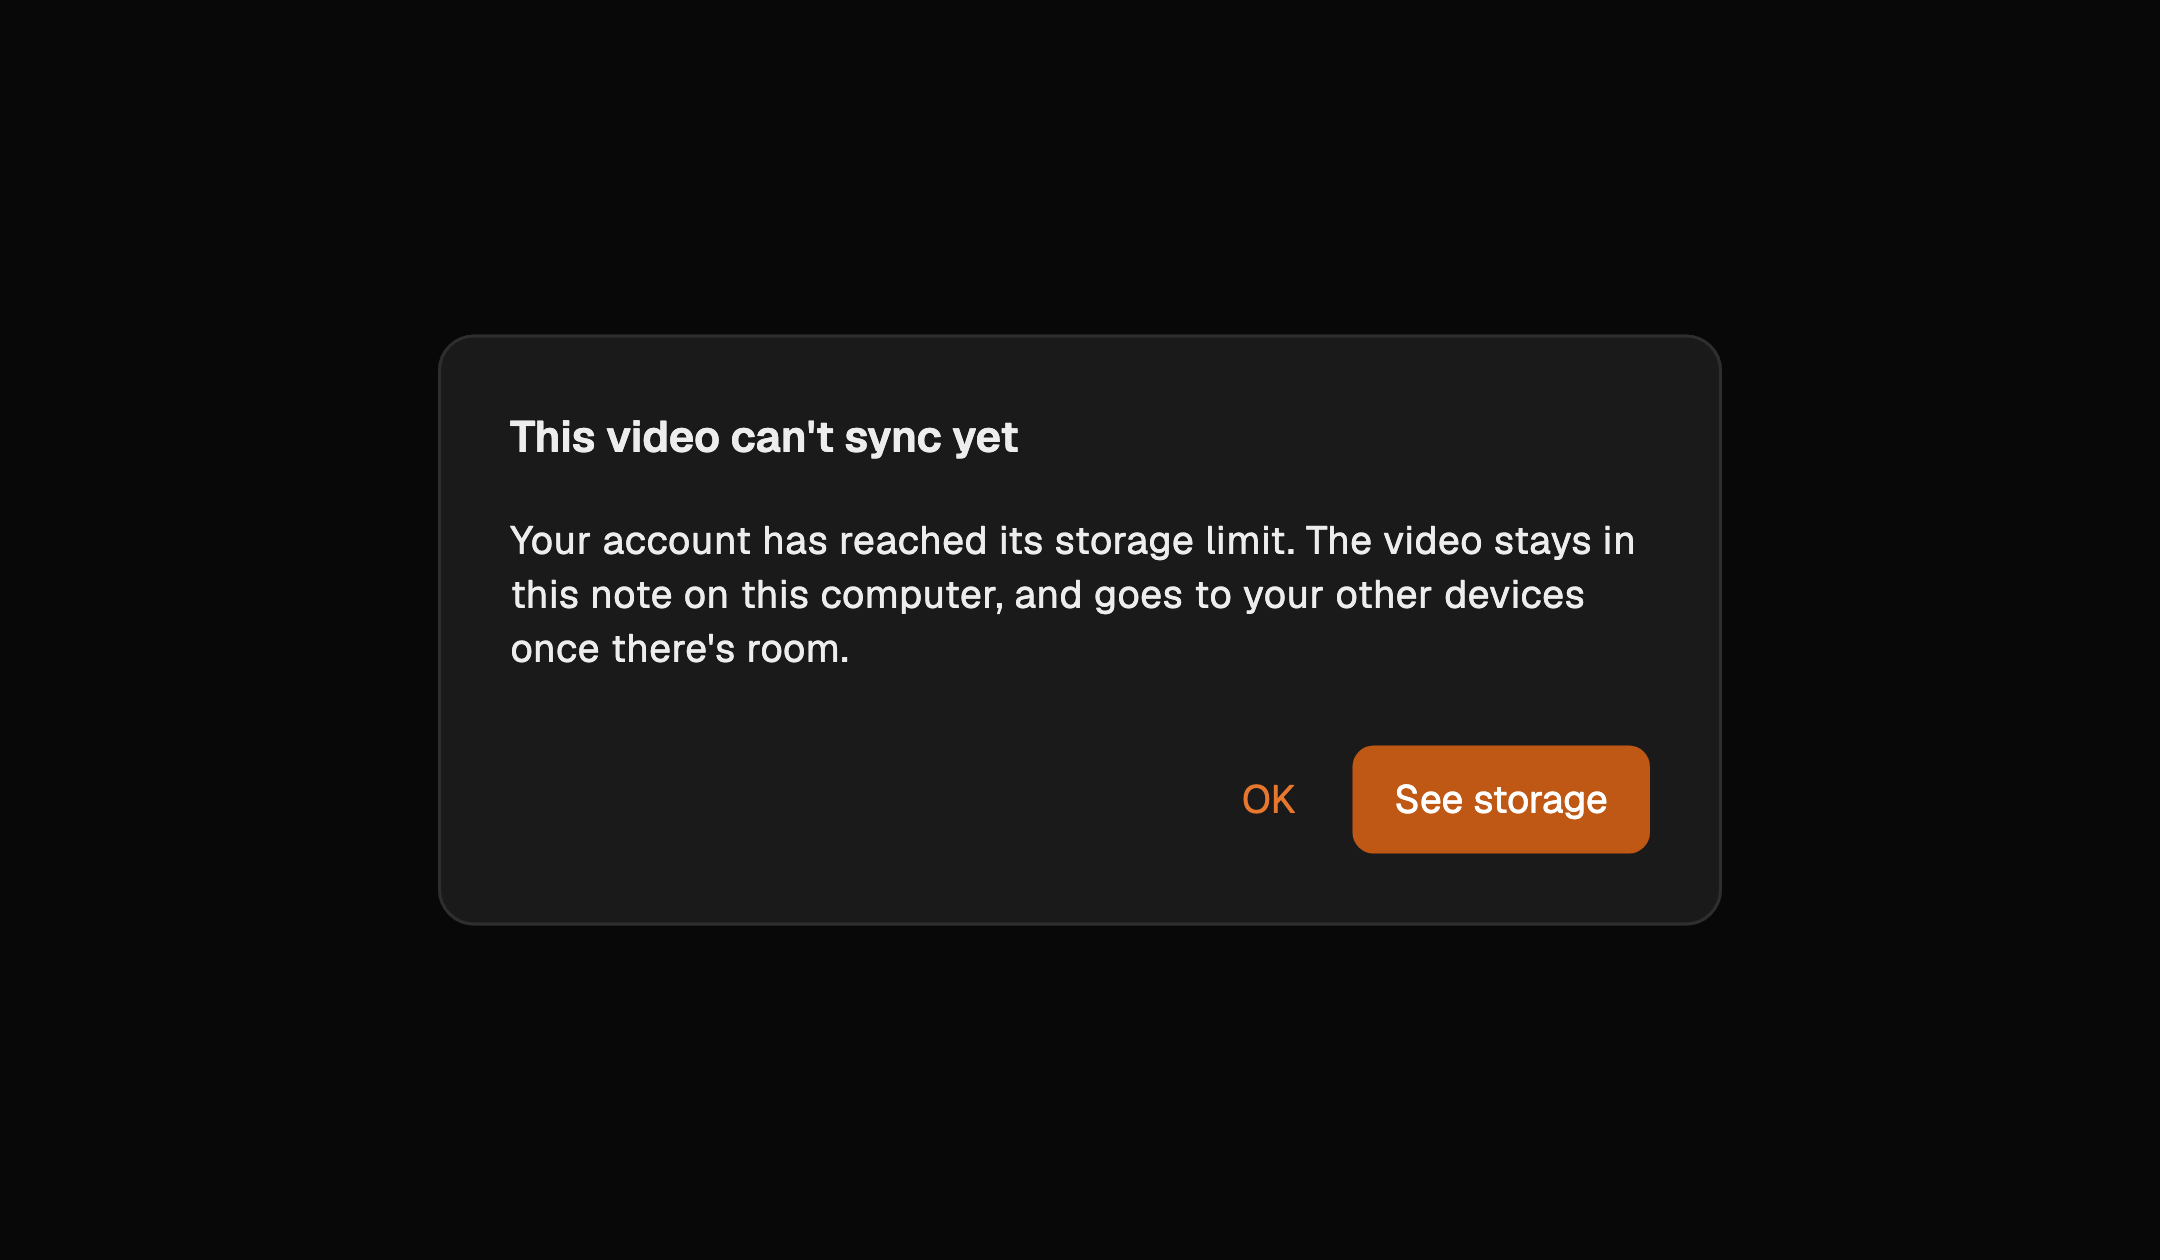 This video can't sync yet
Your account has reached its storage limit. The video stays in
this note on this computer, and goes to your other devices
once there's room.
OK
See storage